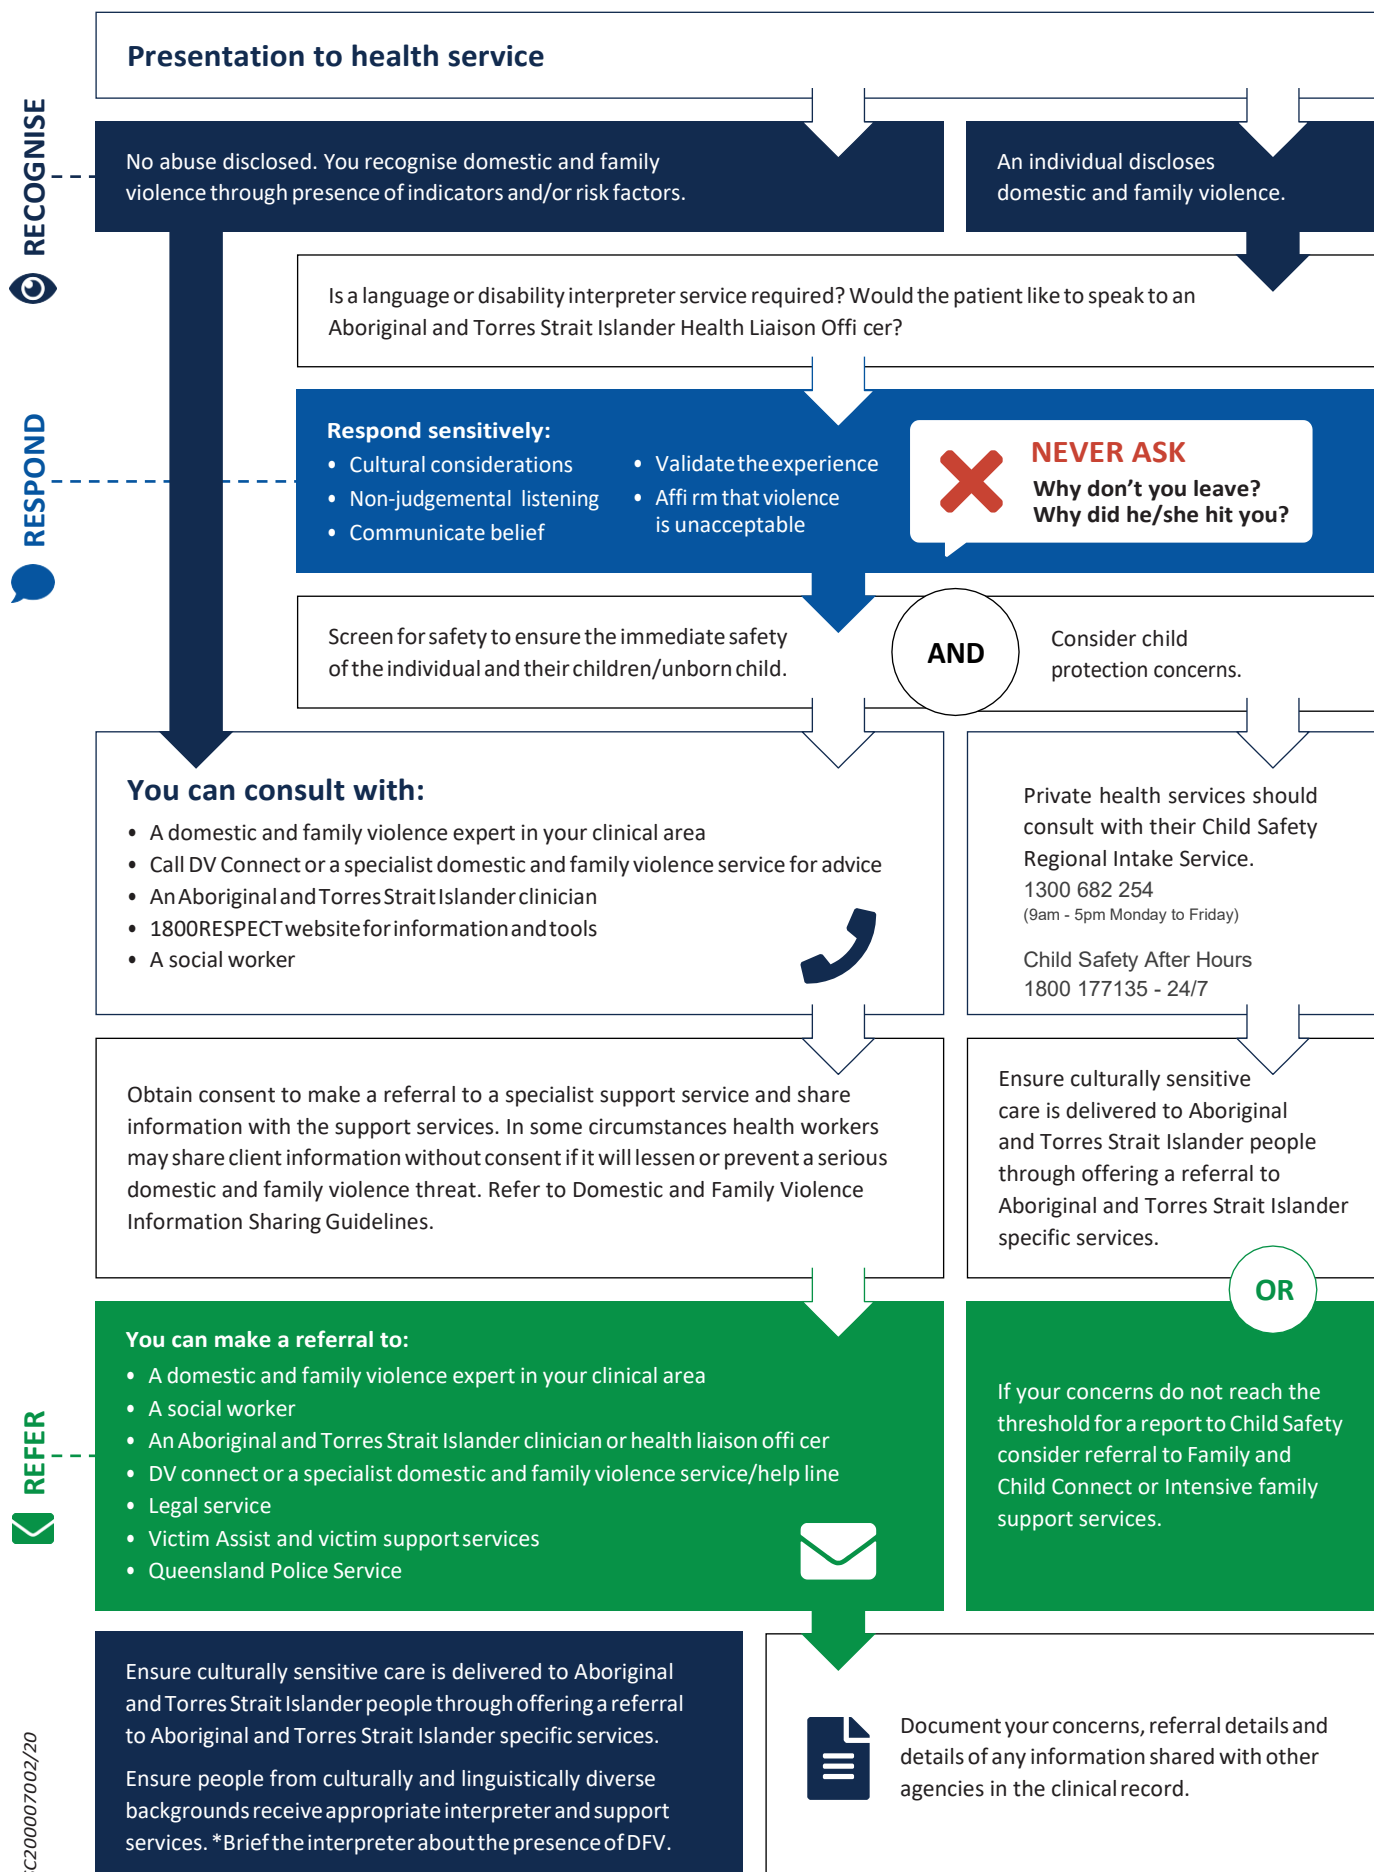 Presentation to health service
RECOGNISE
No abuse disclosed. You recognise domestic and family
violence through presence of indicators and/or risk factors.
An individual discloses
domestic and family violence.
Is a language or disability interpreter service required? Would the patient like to speak to an
Aboriginal and Torres Strait Islander Health Liaison Offi cer?
RESPOND
Respond sensitively:
• Cultural considerations
• Non-judgemental listening
• Communicate belief
• Validate the experience
• Affi rm that violence
is unacceptable
NEVER ASK
Why don't you leave?
Why did he/she hit you?
Screen for safety to ensure the immediate safety
of the individual and their children/unborn child.
AND
Consider child
protection concerns.
You can consult with:
• A domestic and family violence expert in your clinical area
• Call DV Connect or a specialist domestic and family violence service for advice
• An Aboriginal and Torres Strait Islander clinician
• 1800RESPECT website for information and tools
• A social worker
Private health services should
consult with their Child Safety
Regional Intake Service.
1300 682 254
(9am - 5pm Monday to Friday)
Child Safety After Hours
1800 177135 - 24/7
Obtain consent to make a referral to a specialist support service and share
information with the support services. In some circumstances health workers
may share client information without consent if it will lessen or prevent a serious
domestic and family violence threat. Refer to Domestic and Family Violence
Information Sharing Guidelines.
Ensure culturally sensitive
care is delivered to Aboriginal
and Torres Strait Islander people
through offering a referral to
Aboriginal and Torres Strait Islander
specific services.
OR
REFER
You can make a referral to:
• A domestic and family violence expert in your clinical area
• A social worker
• An Aboriginal and Torres Strait Islander clinician or health liaison offi cer
• DV connect or a specialist domestic and family violence service/help line
• Legal service
• Victim Assist and victim support services
• Queensland Police Service
If your concerns do not reach the
threshold for a report to Child Safety
consider referral to Family and
Child Connect or Intensive family
support services.
Ensure culturally sensitive care is delivered to Aboriginal
and Torres Strait Islander people through offering a referral
to Aboriginal and Torres Strait Islander specific services.
Ensure people from culturally and linguistically diverse
backgrounds receive appropriate interpreter and support
services. *Brief the interpreter about the presence of DFV.
Document your concerns, referral details and
details of any information shared with other
agencies in the clinical record.
C200007002/20